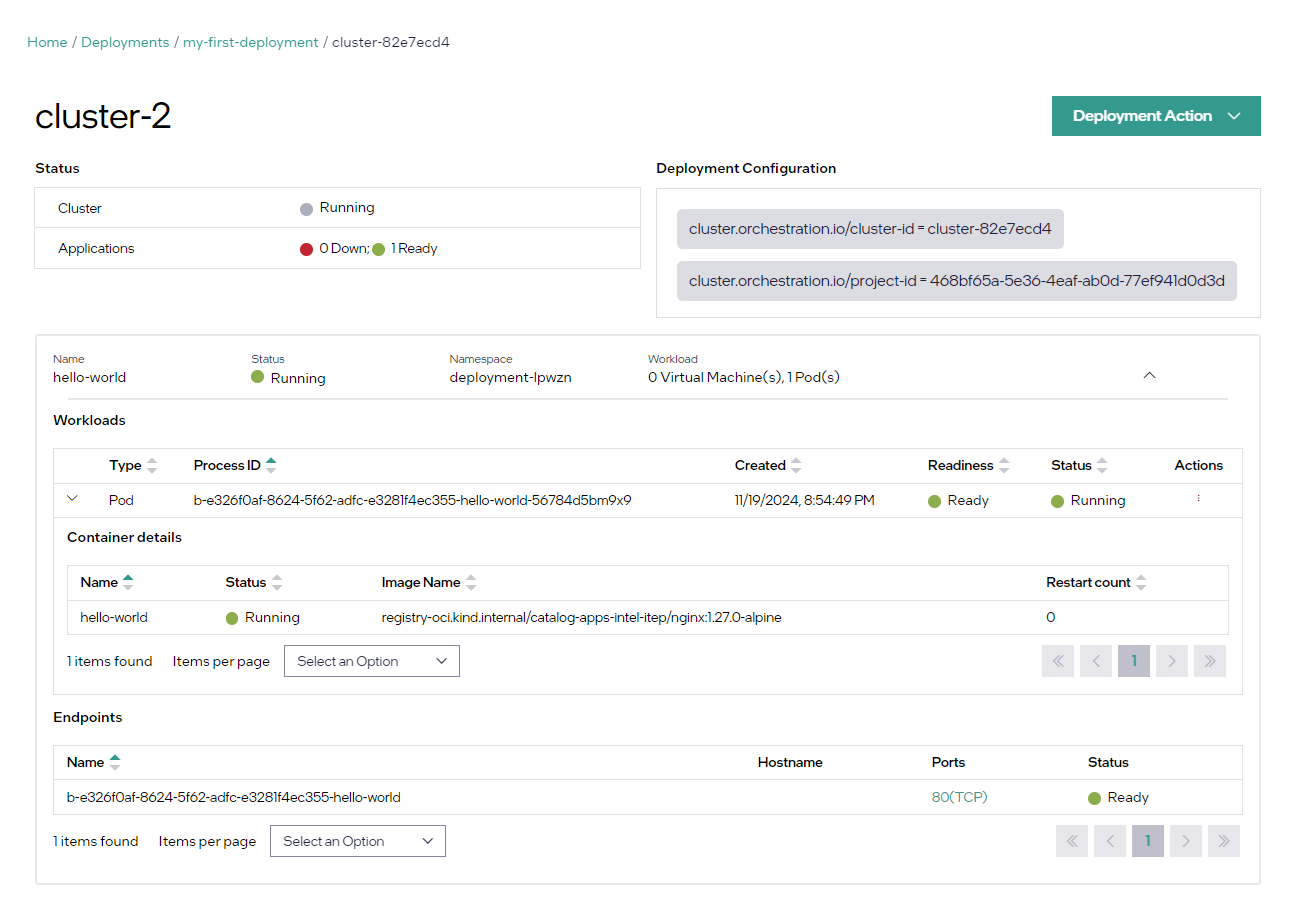 Home / Deployments / my-first-deployment / cluster-82e7ecd4
cluster-2
Deployment Action
Status
Cluster Running
Applications 0 Down; 1 Ready
Deployment Configuration
cluster.orchestration.io/cluster-id = cluster-82e7ecd4
cluster.orchestration.io/project-id = 468bf65a-5e36-4eaf-ab0d-77ef941d0d3d
Name Status Namespace Workload
hello-world Running deployment-lpwzn 0 Virtual Machine(s), 1 Pod(s)
Workloads
Type Process ID Created Readiness Status Actions
Pod b-e326f0af-8624-5f62-adfc-e3281f4ec355-hello-world-56784d5bm9x9 11/19/2024, 8:54:49 PM Ready Running
Container details
Name Status Image Name Restart count
hello-world Running registry-oci.kind.internal/catalog-apps-intel-itep/nginx:1.27.0-alpine 0
1 items found Items per page Select an Option 1
Endpoints
Name Hostname Ports Status
b-e326f0af-8624-5f62-adfc-e3281f4ec355-hello-world 80(TCP) Ready
1 items found Items per page Select an Option 1